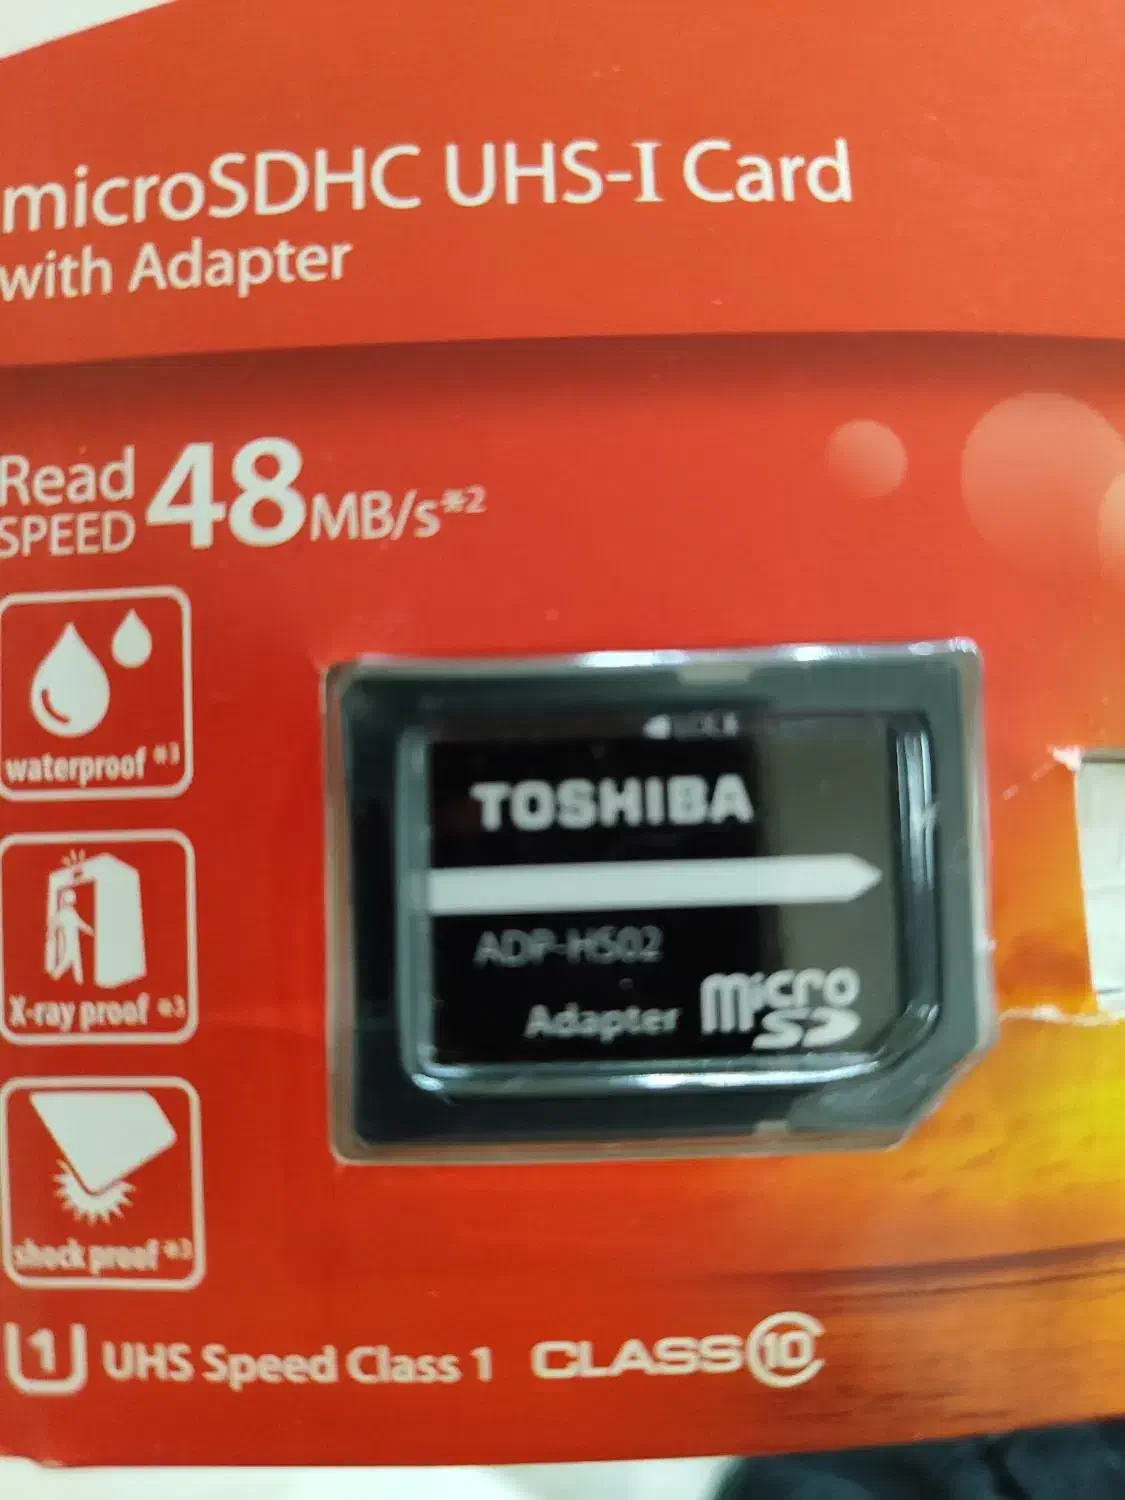 microSDHC UHS-I Card
with Adapter
Read
SPEED 48MB/s※2
waterproof ※3
X-ray proof ※3
shock proof ※3
LOCK
TOSHIBA
ADP-HS02
Adapter
micro
SD
1 UHS Speed Class 1 CLASS 10